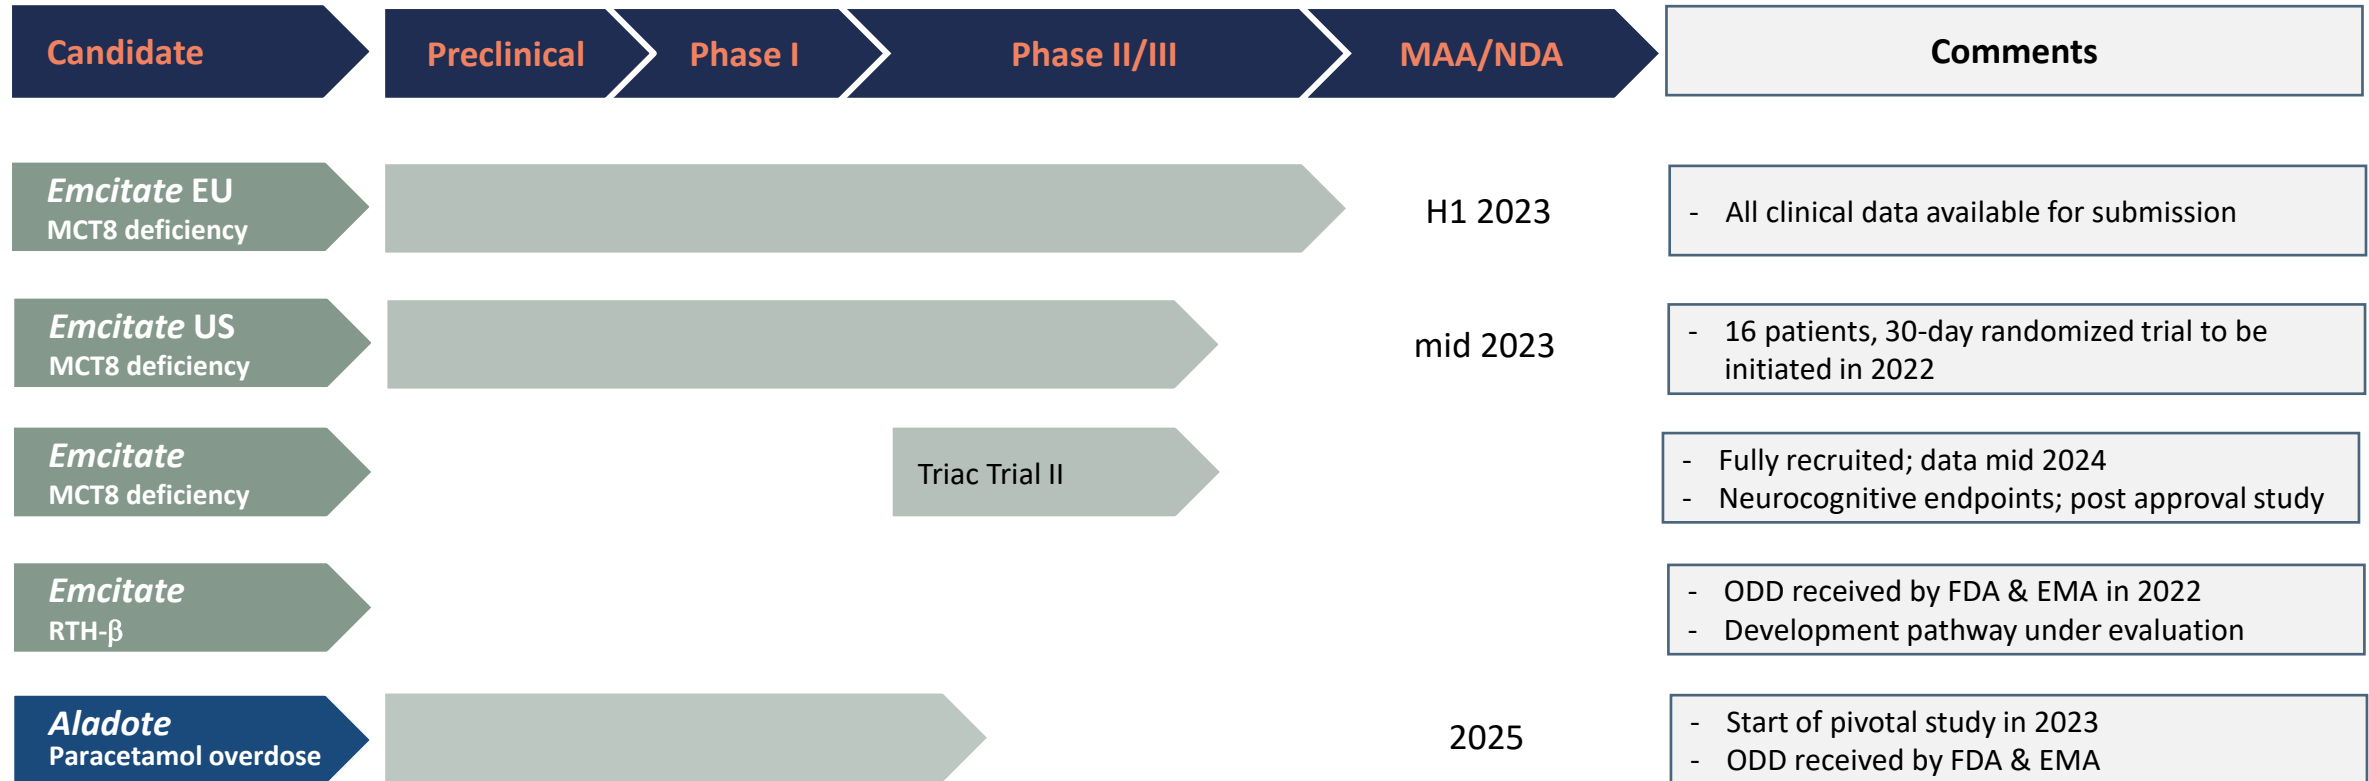 Candidate
Preclinical
Phase I
Phase II/III
MAA/NDA
Comments
Emcitate EU
MCT8 deficiency
H1 2023
- All clinical data available for submission
Emcitate US
MCT8 deficiency
mid 2023
- 16 patients, 30-day randomized trial to be
initiated in 2022
Emcitate
MCT8 deficiency
Triac Trial II
- Fully recruited; data mid 2024
- Neurocognitive endpoints; post approval study
Emcitate
RTH-β
- ODD received by FDA & EMA in 2022
- Development pathway under evaluation
Aladote
Paracetamol overdose
2025
- Start of pivotal study in 2023
- ODD received by FDA & EMA